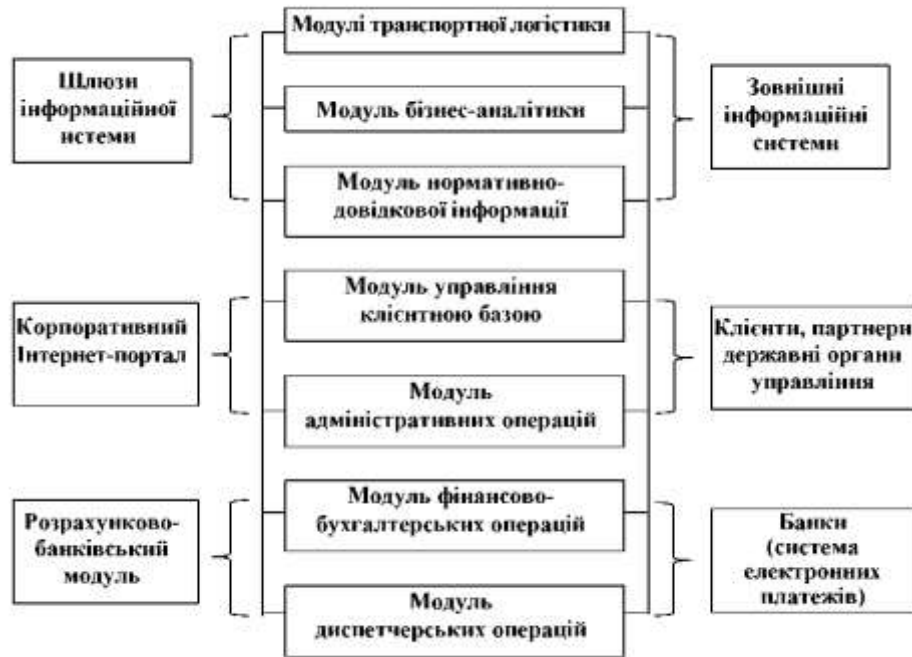 Модулі транспортної логістики
Шлюзи
інформаційної
истеми
Модуль бізнес-аналітики
Зовнішні
інформаційні
системи
Модуль нормативно-
довідкової інформації
Модуль управління
клієнтною базою
Корпоративний
Інтернет-портал
Клієнти, партнери
державні органи
управління
Модуль
адміністративних операцій
Модуль фінансово-
бухгалтерських операцій
Розрахунково-
банківський
модуль
Банки
(система
електронних
платежів)
Модуль
диспетчерських операцій